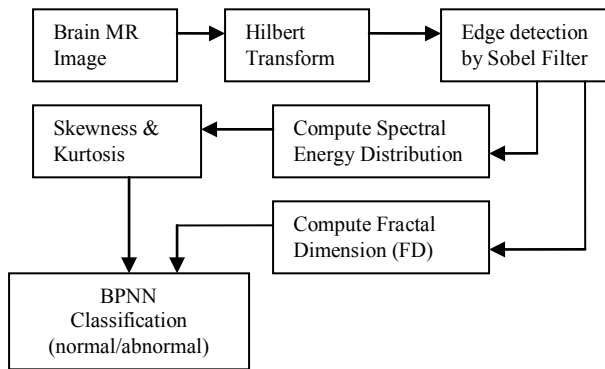 Brain MR
Image
Hilbert
Transform
Edge detection
by Sobel Filter
Skewness &
Kurtosis
Compute Spectral
Energy Distribution
Compute Fractal
Dimension (FD)
BPNN
Classification
(normal/abnormal)